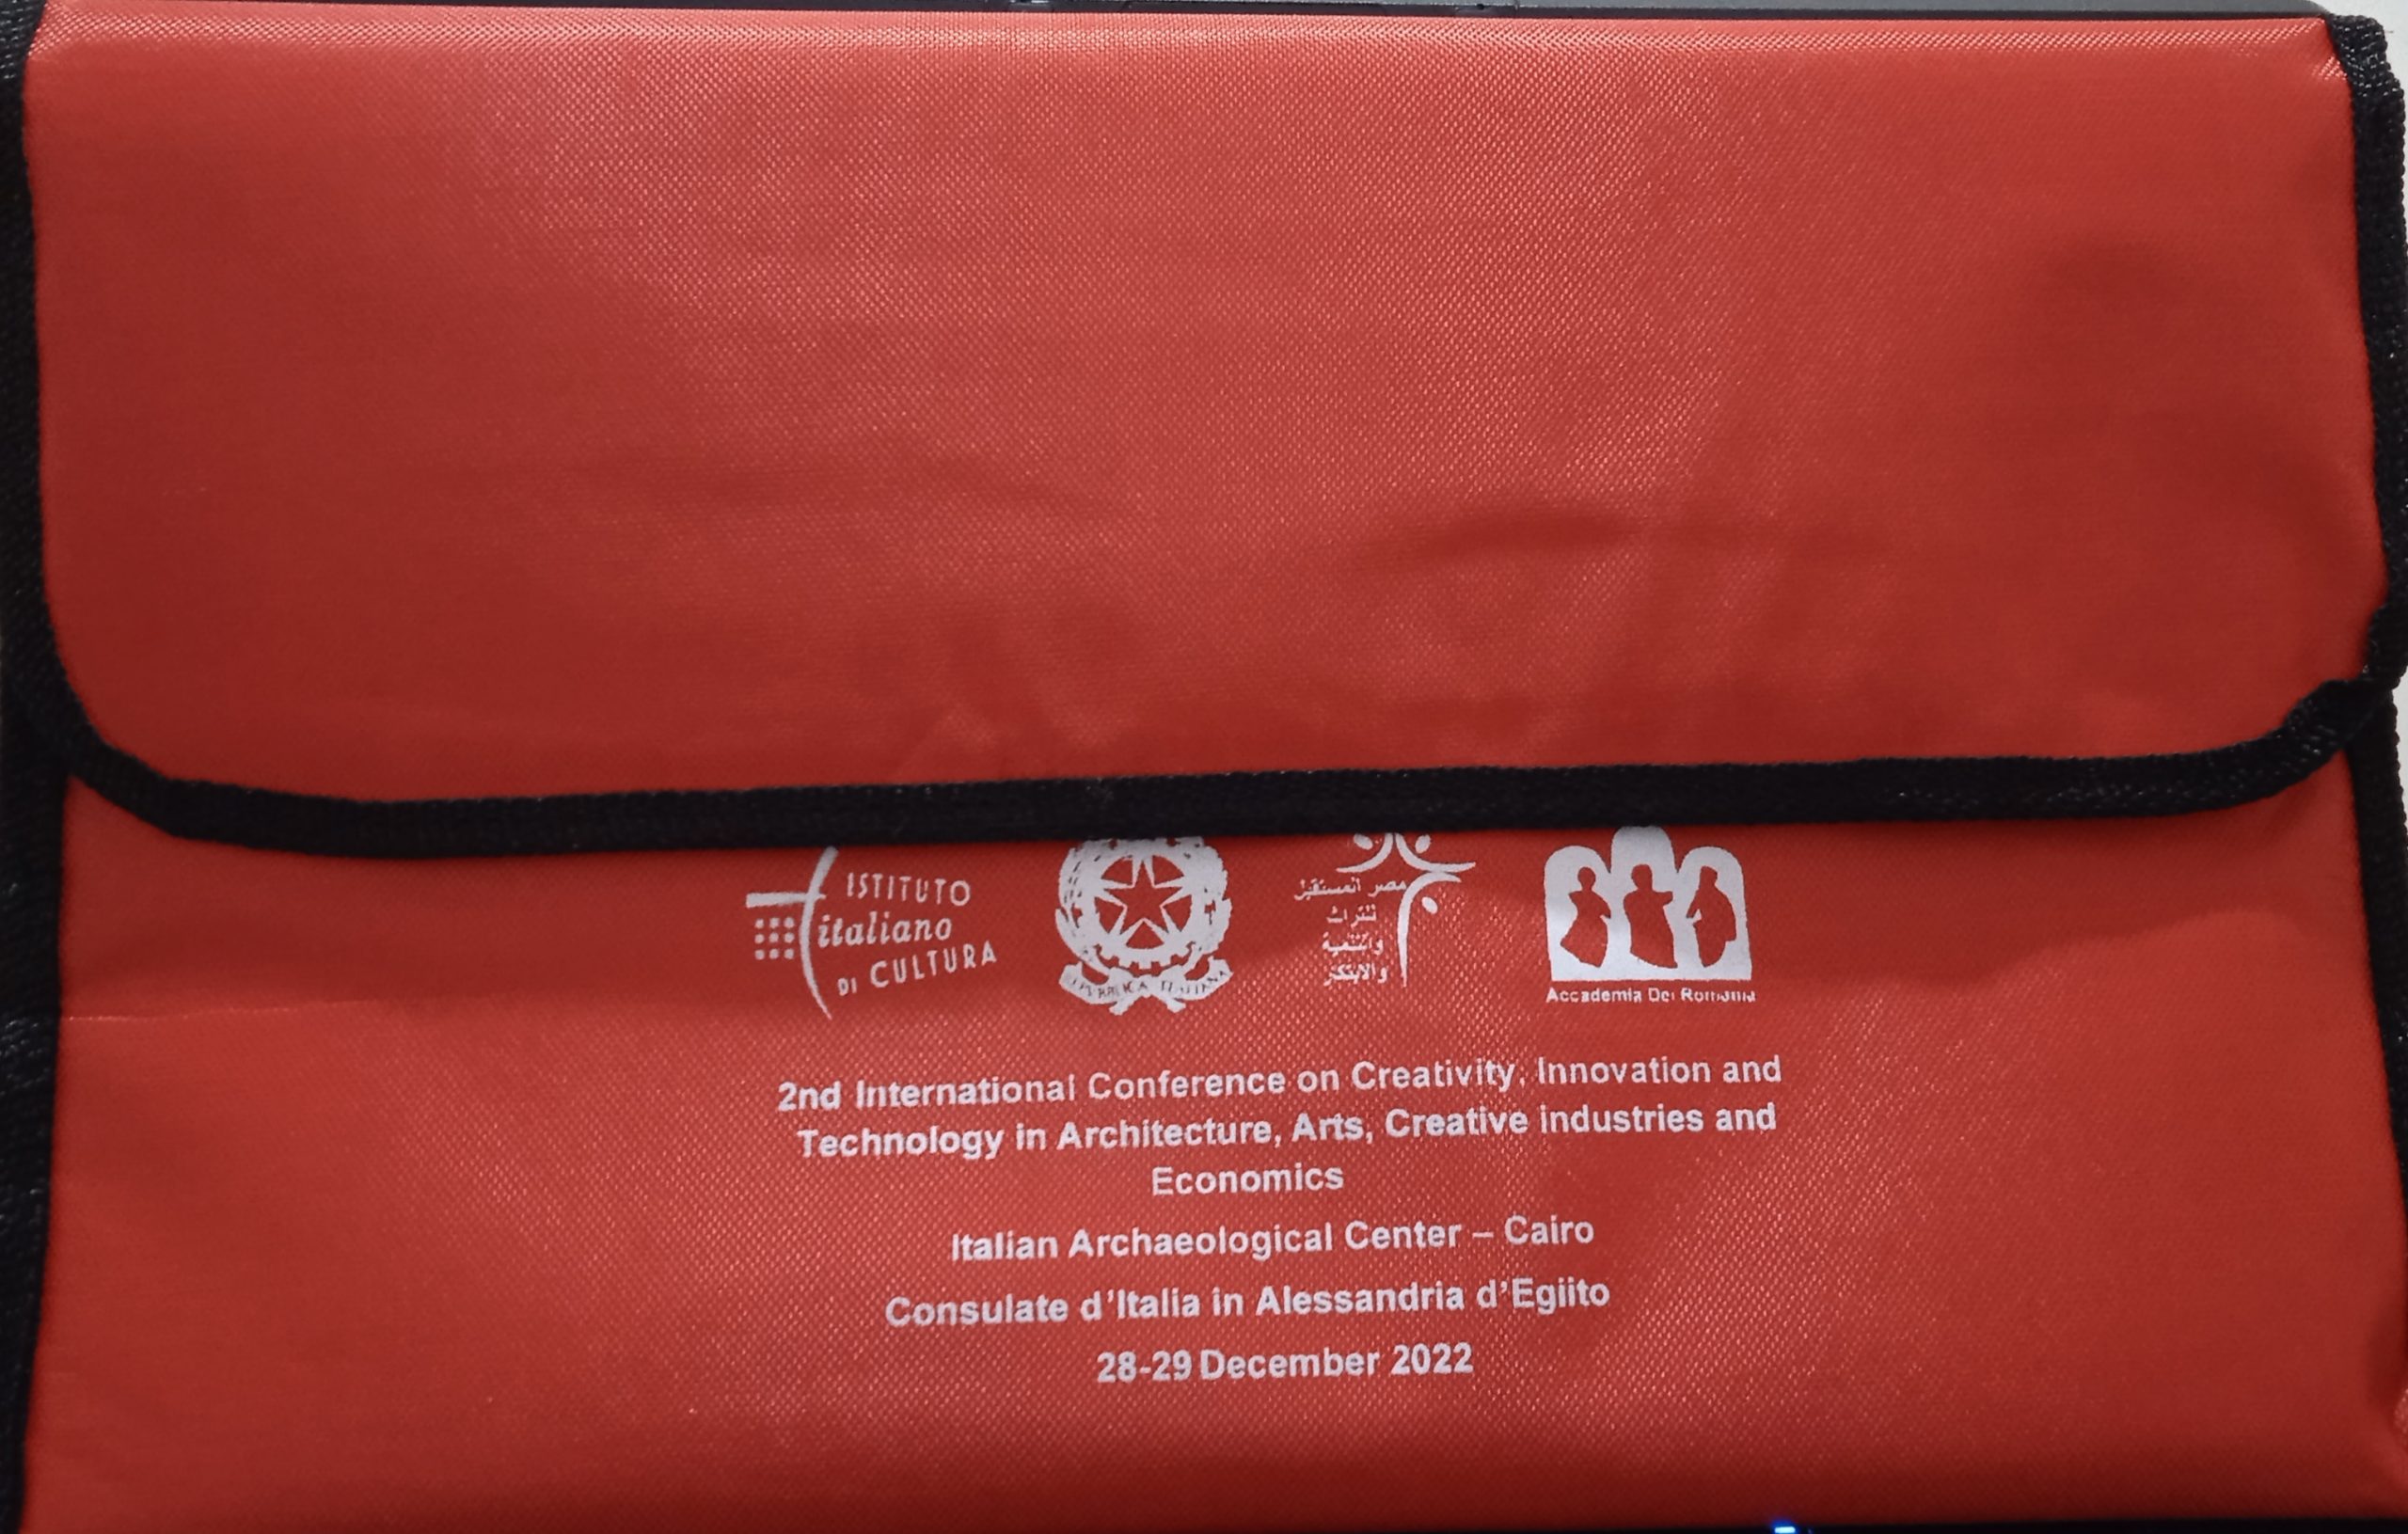 ISTITUTO
italiano
DI CULTURA
REPUBBLICA ITALIANA
مصر المستقبل
للتراث
والتنمية
والابتكار
Accademia Dei Romania
2nd International Conference on Creativity, Innovation and
Technology in Architecture, Arts, Creative industries and
Economics
Italian Archaeological Center – Cairo
Consulate d'Italia in Alessandria d'Egiito
28-29 December 2022